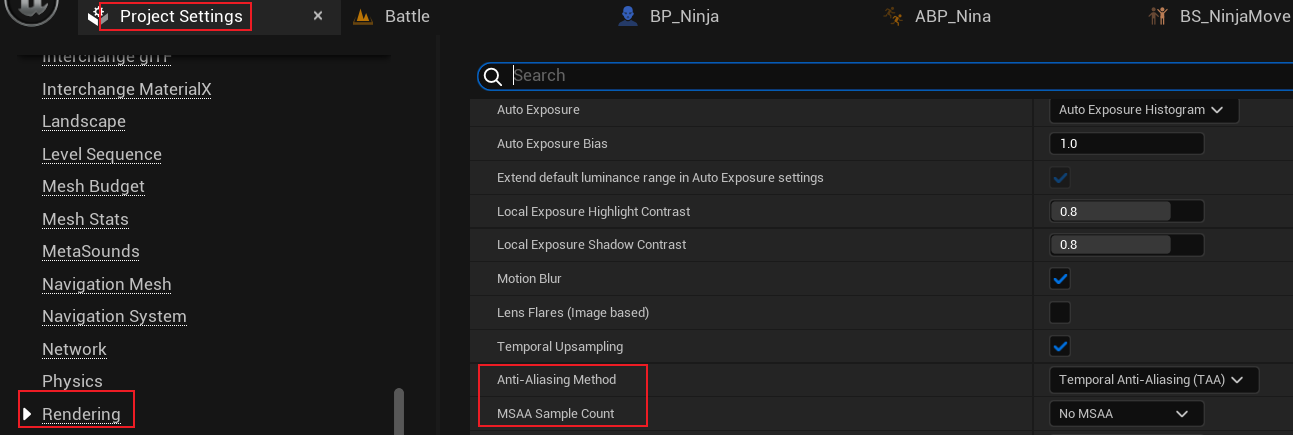 Project Settings
Battle
BP_Ninja
ABP_Nina
BS_NinjaMove
Interchange glTF
Interchange MaterialX
Landscape
Level Sequence
Mesh Budget
Mesh Stats
MetaSounds
Navigation Mesh
Navigation System
Network
Physics
Rendering
Search
Auto Exposure
Auto Exposure Histogram
Auto Exposure Bias
1.0
Extend default luminance range in Auto Exposure settings
Local Exposure Highlight Contrast
0.8
Local Exposure Shadow Contrast
0.8
Motion Blur
Lens Flares (Image based)
Temporal Upsampling
Anti-Aliasing Method
Temporal Anti-Aliasing (TAA)
MSAA Sample Count
No MSAA